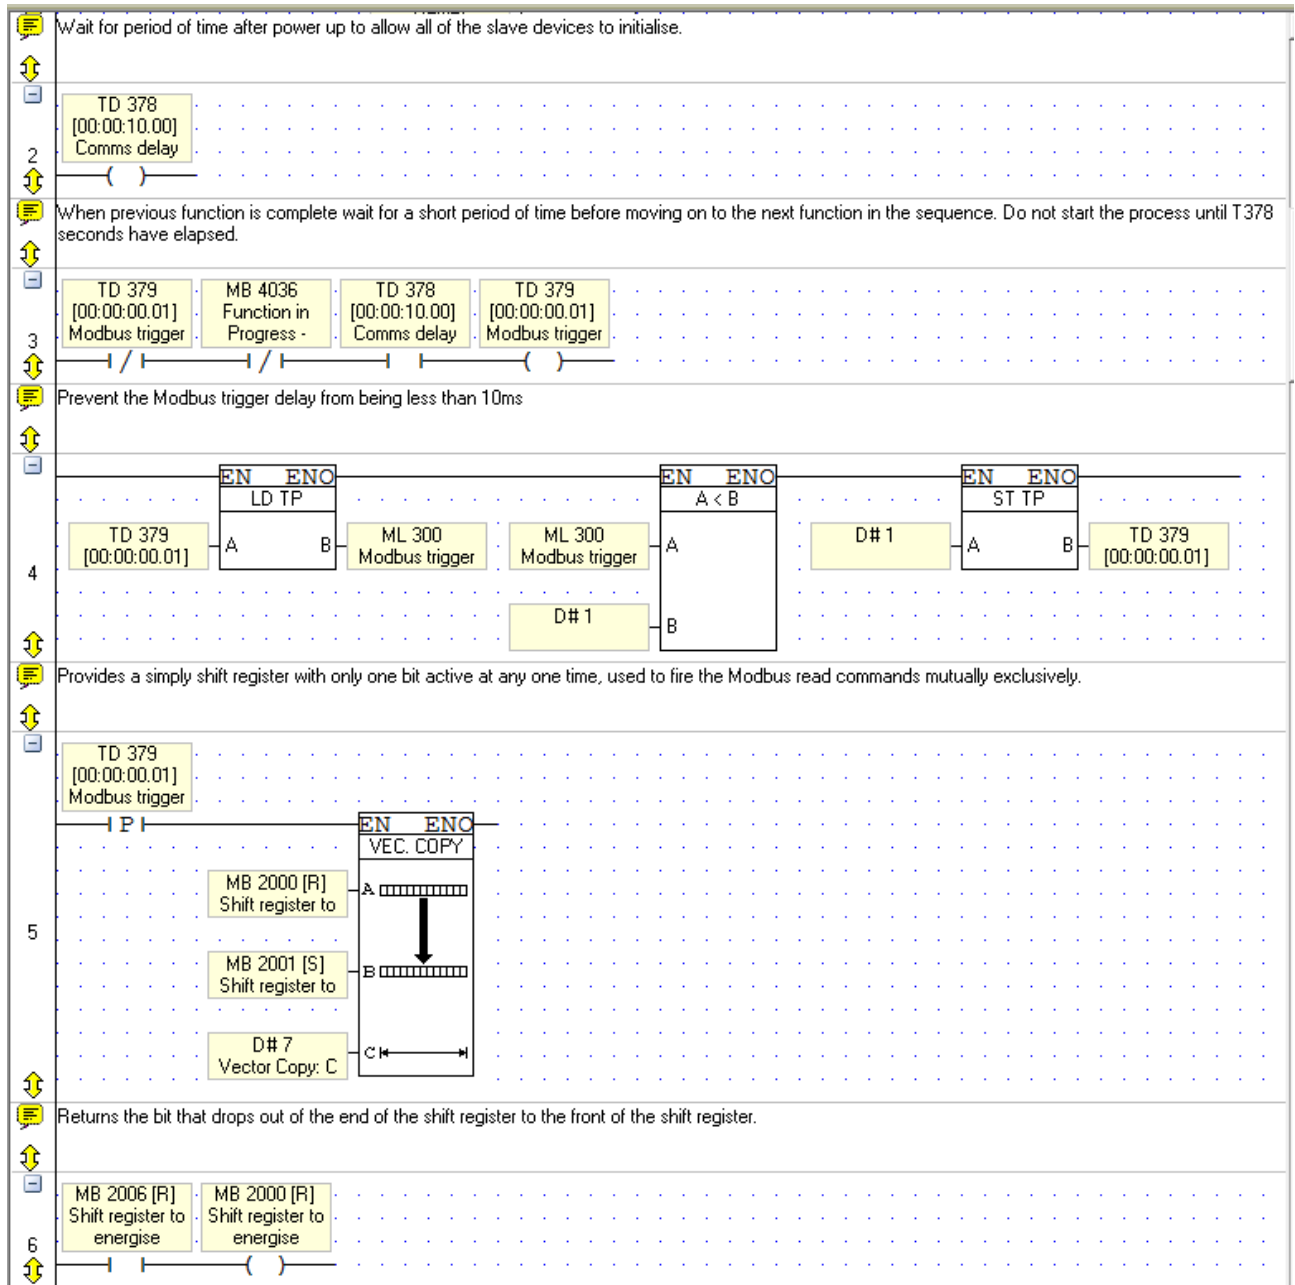 Wait for period of time after power up to allow all of the slave devices to initialise.
TD 378
[00:00:10.00]
Comms delay
2
When previous function is complete wait for a short period of time before moving on to the next function in the sequence. Do not start the process until T378
seconds have elapsed.
TD 379
[00:00:00.01]
Modbus trigger
MB 4036
Function in
Progress -
TD 378
[00:00:10.00]
Comms delay
TD 379
[00:00:00.01]
Modbus trigger
3
Prevent the Modbus trigger delay from being less than 10ms
EN ENO
LD TP
TD 379
[00:00:00.01]
A B
ML 300
Modbus trigger
EN ENO
A < B
ML 300
Modbus trigger
A
D# 1
B
EN ENO
ST TP
D# 1
A B
TD 379
[00:00:00.01]
4
Provides a simply shift register with only one bit active at any one time, used to fire the Modbus read commands mutually exclusively.
TD 379
[00:00:00.01]
Modbus trigger
P
EN ENO
VEC. COPY
MB 2000 [R]
Shift register to
A
MB 2001 [S]
Shift register to
B
D# 7
Vector Copy: C
C
5
Returns the bit that drops out of the end of the shift register to the front of the shift register.
MB 2006 [R]
Shift register to
energise
MB 2000 [R]
Shift register to
energise
6